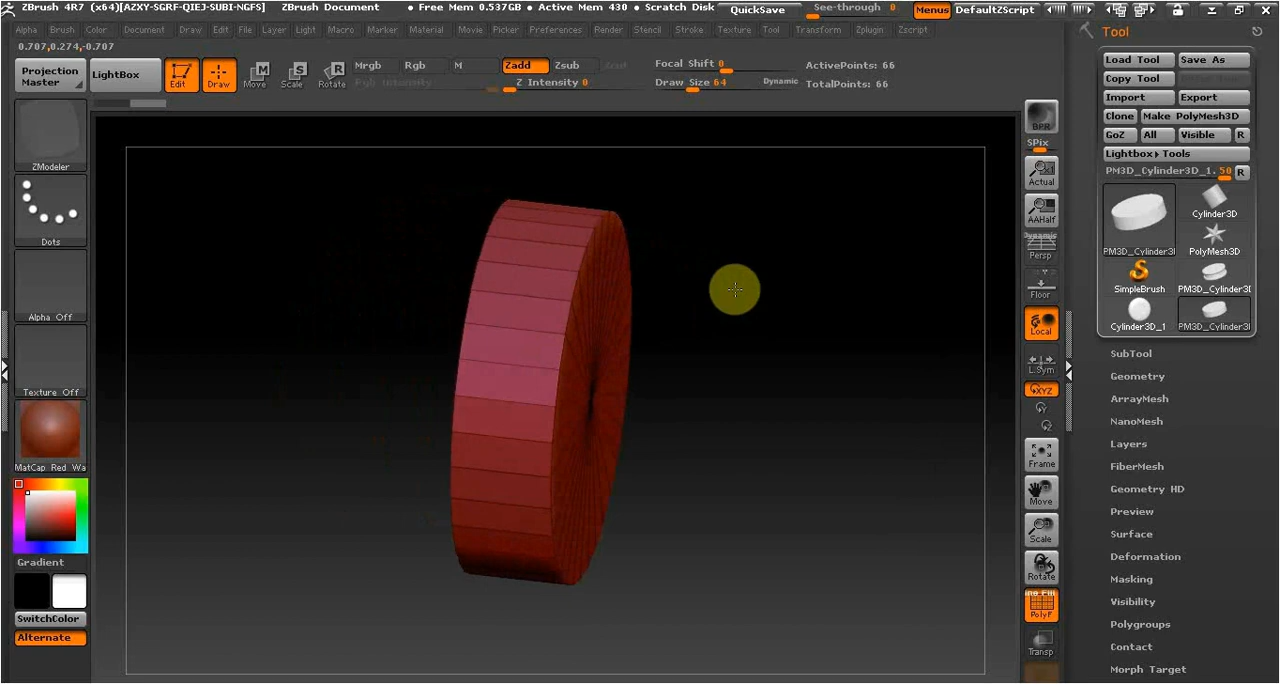 ZBrush 4R7 (x64)[AZXY-SGRF-QIEJ-SUBI-NGFS] ZBrush Document • Free Mem 0.537GB • Active Mem 430 • Scratch Disk QuickSave See-through 0 Menus DefaultZScript
Alpha Brush Color Document Draw Edit File Layer Light Macro Marker Material Movie Picker Preferences Render Stencil Stroke Texture Tool Transform Zplugin Zscript
0.707,0.274,-0.707
Projection Master
LightBox
Edit
Draw
Move
Scale
Rotate
Mrgb Rgb M Zadd Zsub
Rgb Intensity Z Intensity 0
Focal Shift 0
Draw Size 64 Dynamic
ActivePoints: 66
TotalPoints: 66
ZModeler
Dots
Alpha Off
Texture Off
MatCap Red Wa
Gradient
SwitchColor
Alternate
BPR
SPix
Actual
AAHalf
Dynamic
Persp
Floor
Local
L.Sym
XYZ
Frame
Move
Scale
Rotate
PolyF
Transp
Tool
Load Tool Save As
Copy Tool
Import Export
Clone Make PolyMesh3D
GoZ All Visible R
Lightbox▸Tools
PM3D_Cylinder3D_1. 50 R
Cylinder3D
PM3D_Cylinder3D PolyMesh3D
SimpleBrush PM3D_Cylinder3D
Cylinder3D_1 PM3D_Cylinder3D
SubTool
Geometry
ArrayMesh
NanoMesh
Layers
FiberMesh
Geometry HD
Preview
Surface
Deformation
Masking
Visibility
Polygroups
Contact
Morph Target